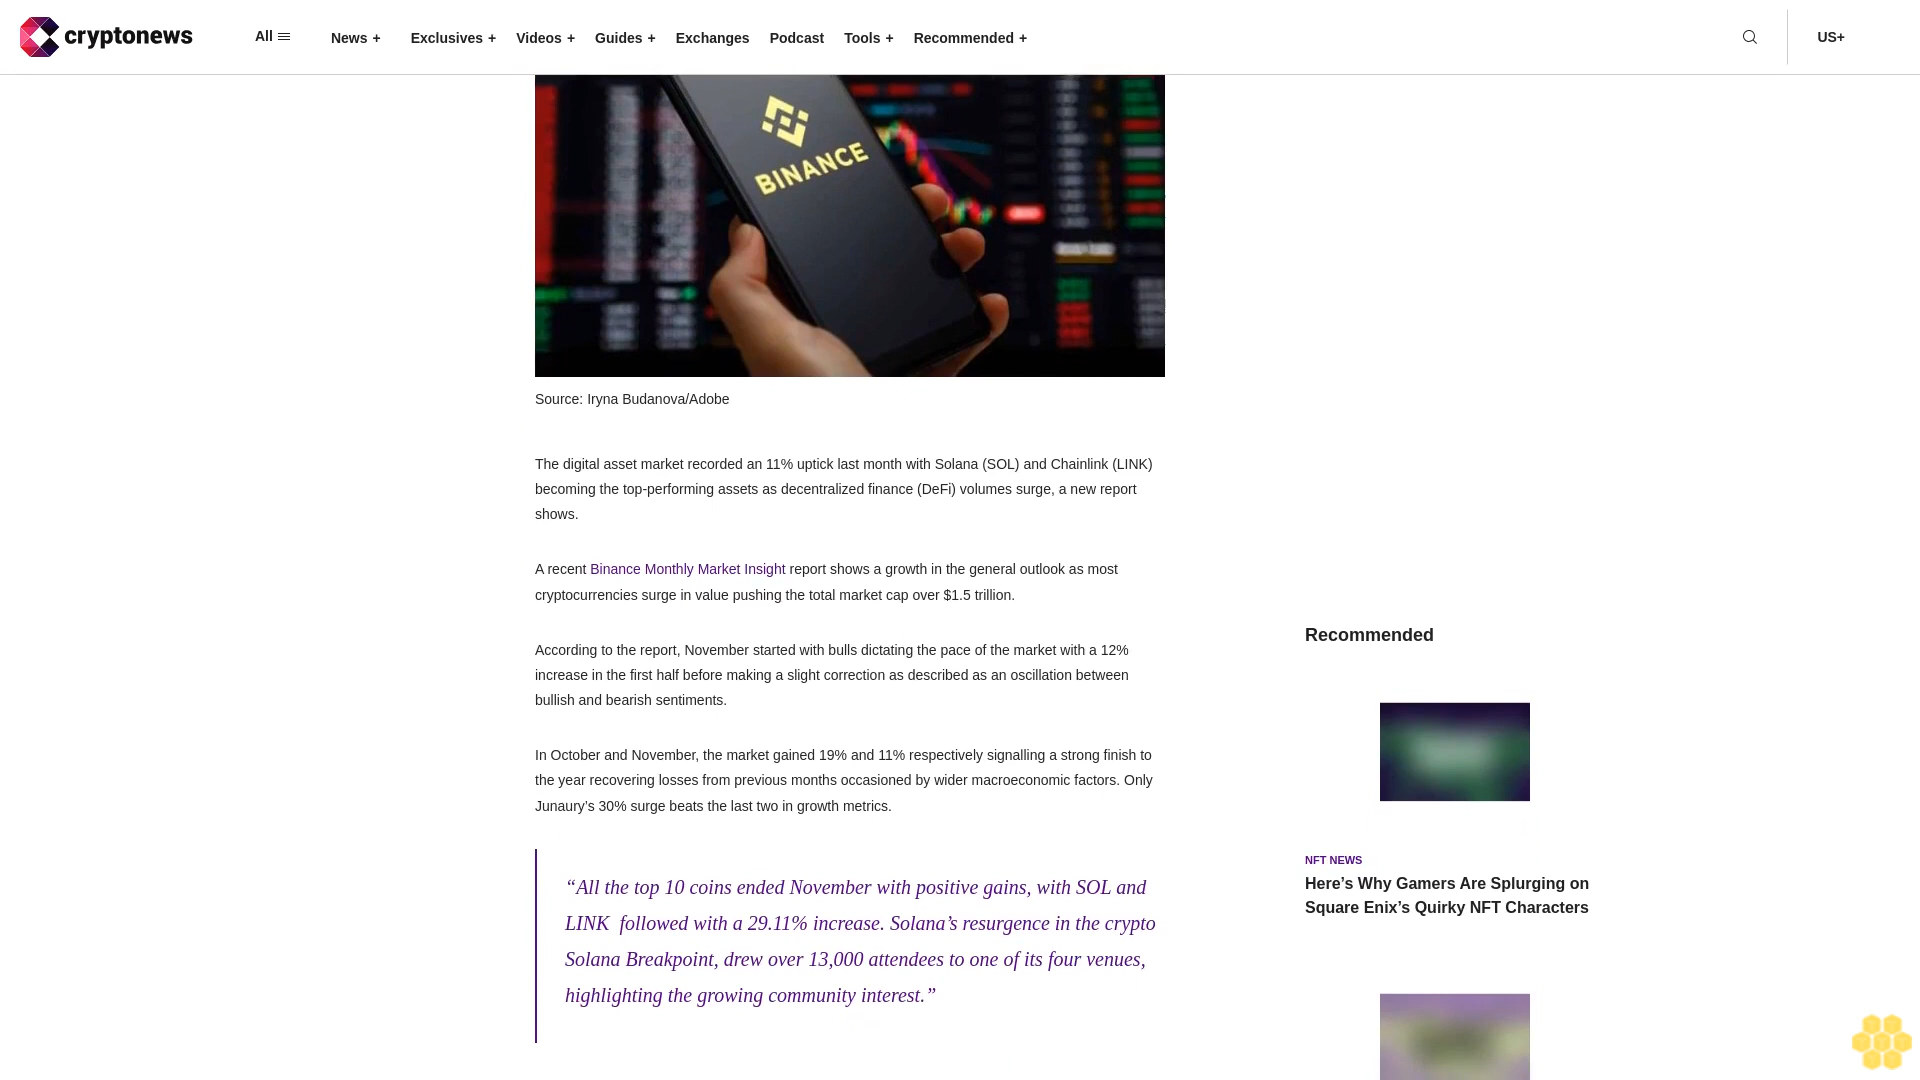 cryptonews
All
News +
Exclusives +
Videos +
Guides +
Exchanges
Podcast
Tools +
Recommended +
US+
BINANCE
Source: Iryna Budanova/Adobe
The digital asset market recorded an 11% uptick last month with Solana (SOL) and Chainlink (LINK)
becoming the top-performing assets as decentralized finance (DeFi) volumes surge, a new report
shows.
A recent Binance Monthly Market Insight report shows a growth in the general outlook as most
cryptocurrencies surge in value pushing the total market cap over $1.5 trillion.
According to the report, November started with bulls dictating the pace of the market with a 12%
increase in the first half before making a slight correction as described as an oscillation between
bullish and bearish sentiments.
In October and November, the market gained 19% and 11% respectively signalling a strong finish to
the year recovering losses from previous months occasioned by wider macroeconomic factors. Only
Junaury’s 30% surge beats the last two in growth metrics.
“All the top 10 coins ended November with positive gains, with SOL and
LINK  followed with a 29.11% increase. Solana’s resurgence in the crypto
Solana Breakpoint, drew over 13,000 attendees to one of its four venues,
highlighting the growing community interest.”
Recommended
NFT NEWS
Here’s Why Gamers Are Splurging on
Square Enix’s Quirky NFT Characters